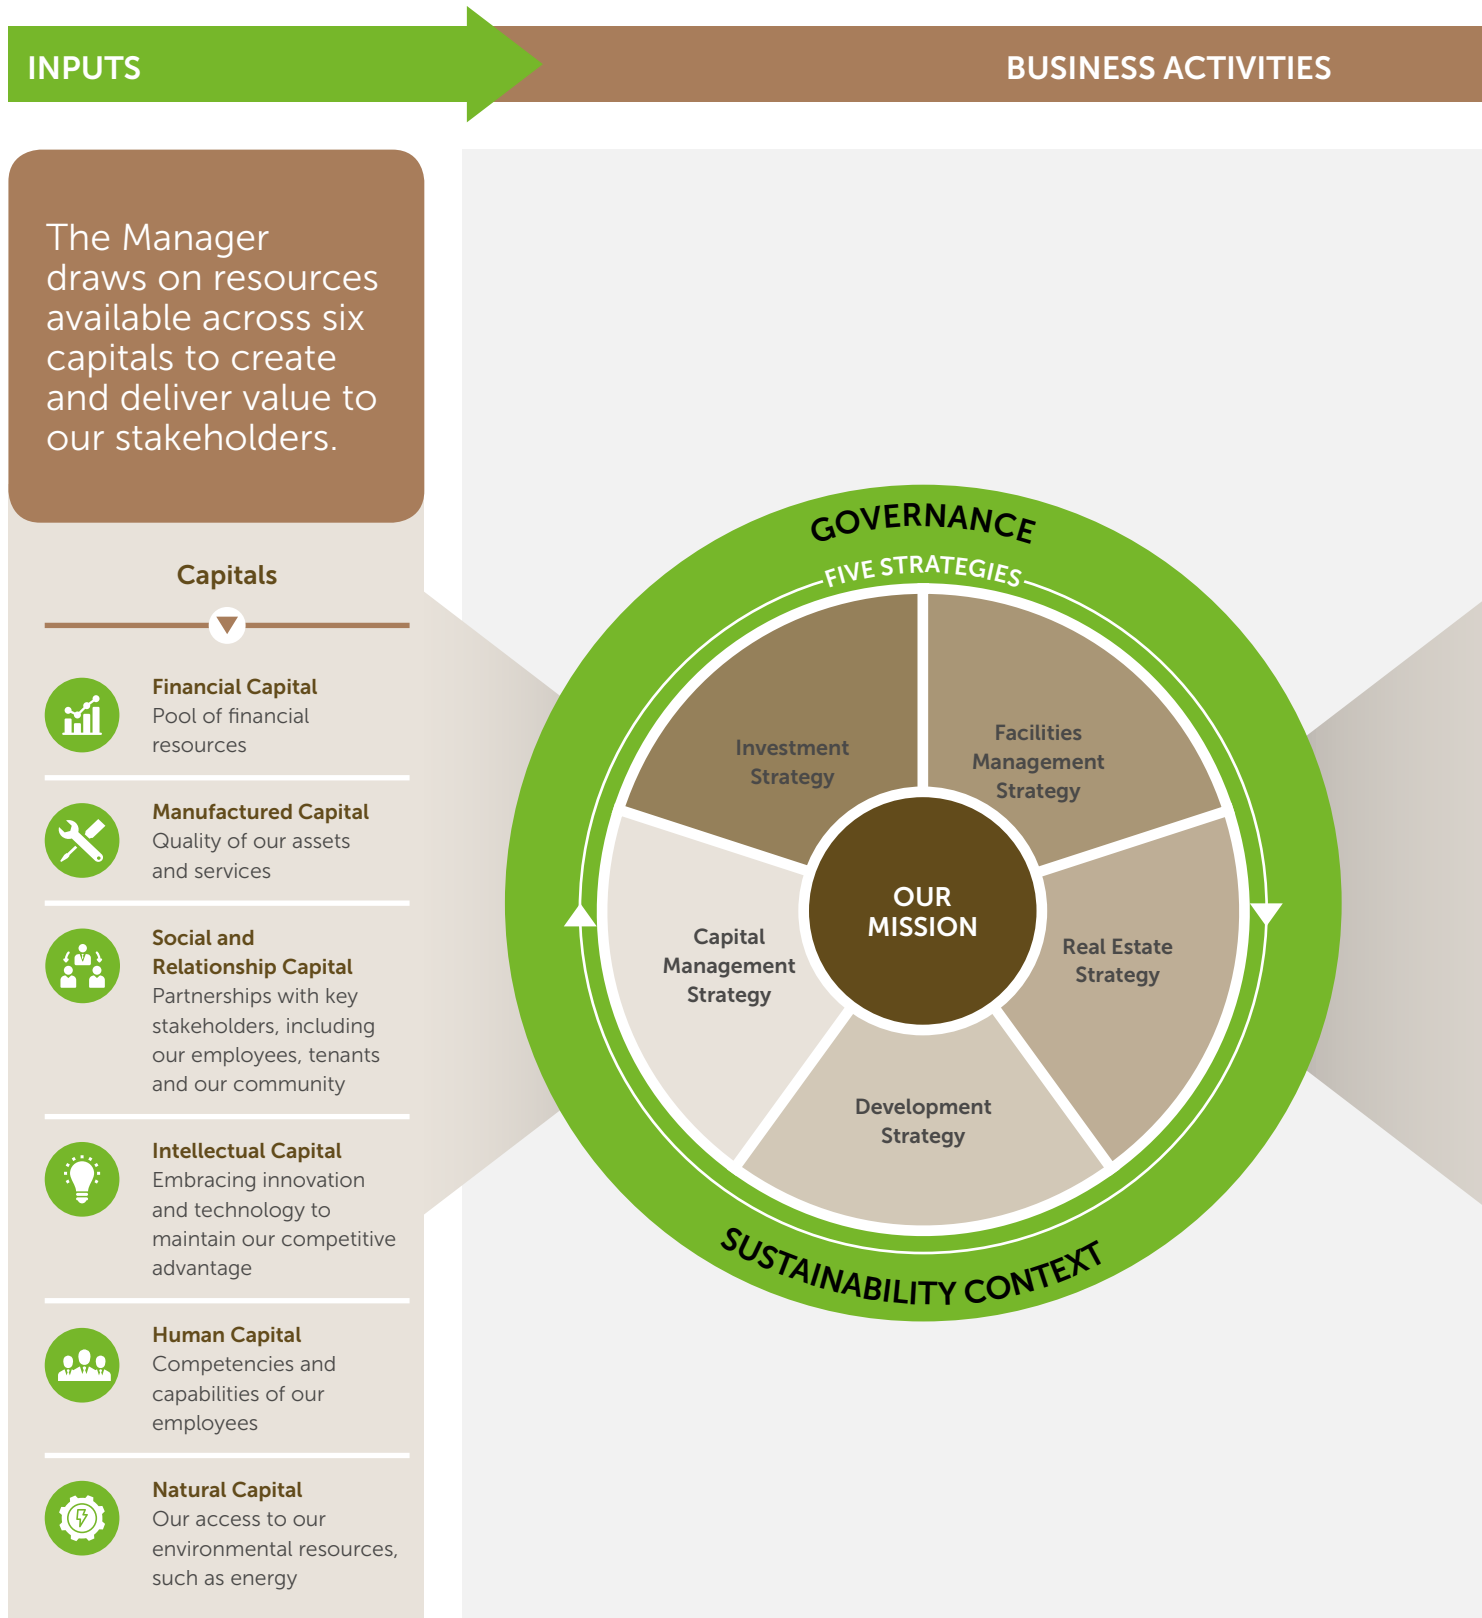 INPUTS
BUSINESS ACTIVITIES
The Manager
draws on resources
available across six
capitals to create
and deliver value to
our stakeholders.
Capitals
Financial Capital
Pool of financial
resources
Manufactured Capital
Quality of our assets
and services
Social and
Relationship Capital
Partnerships with key
stakeholders, including
our employees, tenants
and our community
Intellectual Capital
Embracing innovation
and technology to
maintain our competitive
advantage
Human Capital
Competencies and
capabilities of our
employees
Natural Capital
Our access to our
environmental resources,
such as energy
GOVERNANCE
FIVE STRATEGIES
Investment
Strategy
Facilities
Management
Strategy
OUR
MISSION
Capital
Management
Strategy
Real Estate
Strategy
Development
Strategy
SUSTAINABILITY CONTEXT